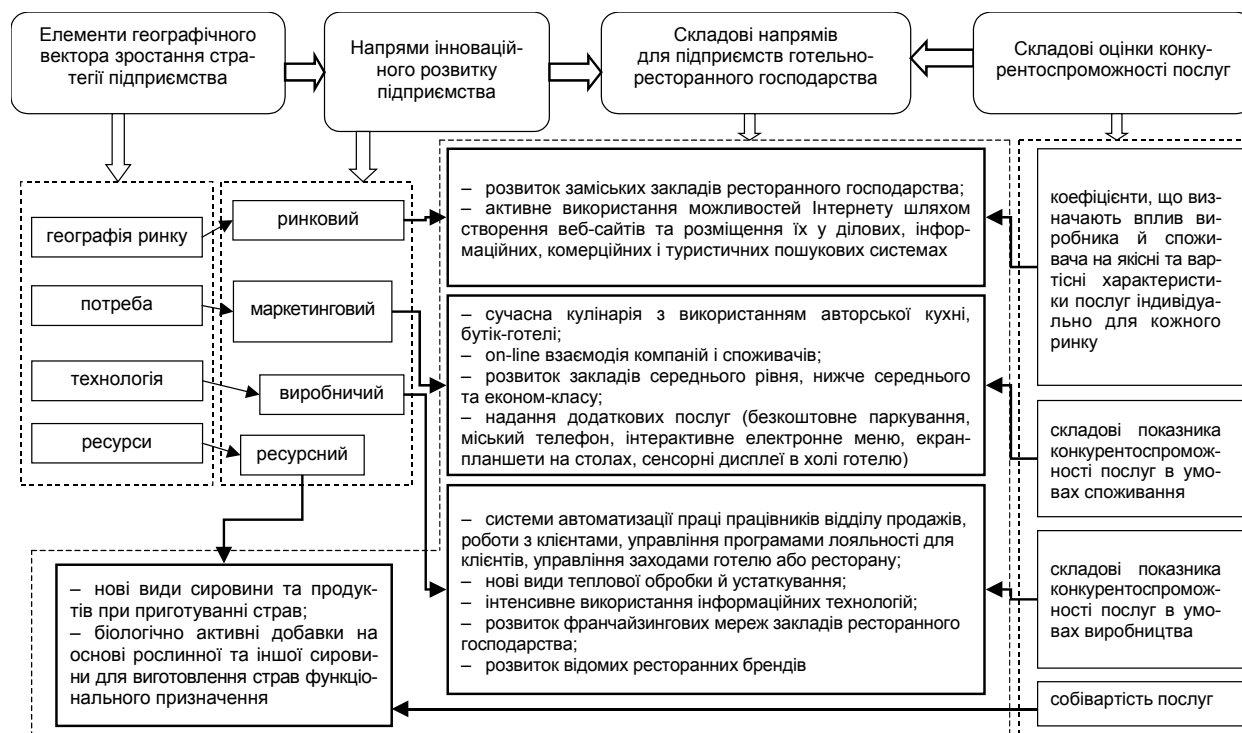 Елементи географічного
вектора зростання стра-
тегії підприємства
Напрями інновацій-
ного розвитку
підприємства
Складові напрямів
для підприємств готельно-
ресторанного господарства
Складові оцінки конку-
рентоспроможності послуг
географія ринку
потреба
технологія
ресурси
ринковий
маркетинговий
виробничий
ресурсний
– розвиток заміських закладів ресторанного господарства;
– активне використання можливостей Інтернету шляхом
створення веб-сайтів та розміщення їх у ділових, інфор-
маційних, комерційних і туристичних пошукових системах
– сучасна кулінарія з використанням авторської кухні,
бутік-готелі;
– on-line взаємодія компаній і споживачів;
– розвиток закладів середнього рівня, нижче середнього
та економ-класу;
– надання додаткових послуг (безкоштовне паркування,
міський телефон, інтерактивне електронне меню, екран-
планшети на столах, сенсорні дисплеї в холі готелю)
– системи автоматизації праці працівників відділу продажів,
роботи з клієнтами, управління програмами лояльності для
клієнтів, управління заходами готелю або ресторану;
– нові види теплової обробки й устаткування;
– інтенсивне використання інформаційних технологій;
– розвиток франчайзингових мереж закладів ресторанного
господарства;
– розвиток відомих ресторанних брендів
– нові види сировини та продук-
тів при приготуванні страв;
– біологічно активні добавки на
основі рослинної та іншої сирови-
ни для виготовлення страв функціо-
нального призначення
коефіцієнти, що виз-
начають вплив ви-
робника й спожи-
вача на якісні та вар-
тісні характеристи-
ки послуг індивіду-
ально для кожного
ринку
складові показника
конкурентоспромож-
ності послуг в умо-
вах споживання
складові показника
конкурентоспромож-
ності послуг в умо-
вах виробництва
собівартість послуг